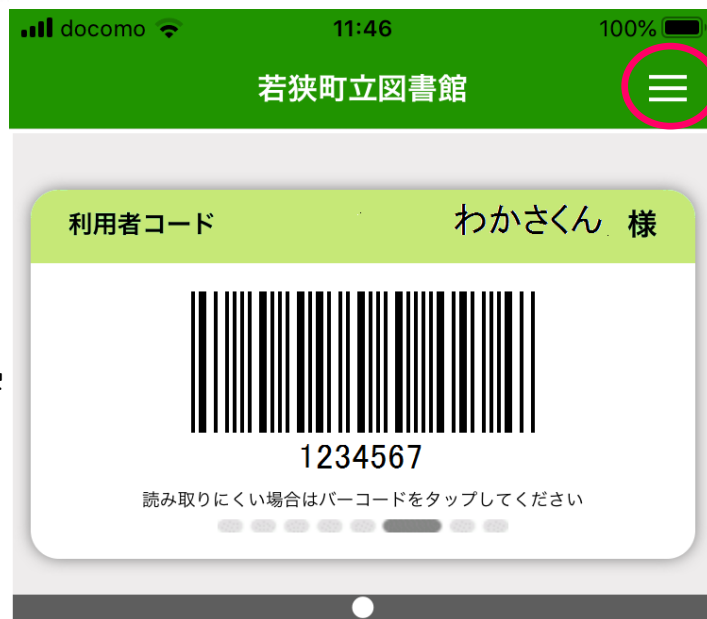 docomo 11:46 100%
若狭町立図書館
利用者コード わかさくん 様
1234567
読み取りにくい場合はバーコードをタップしてください